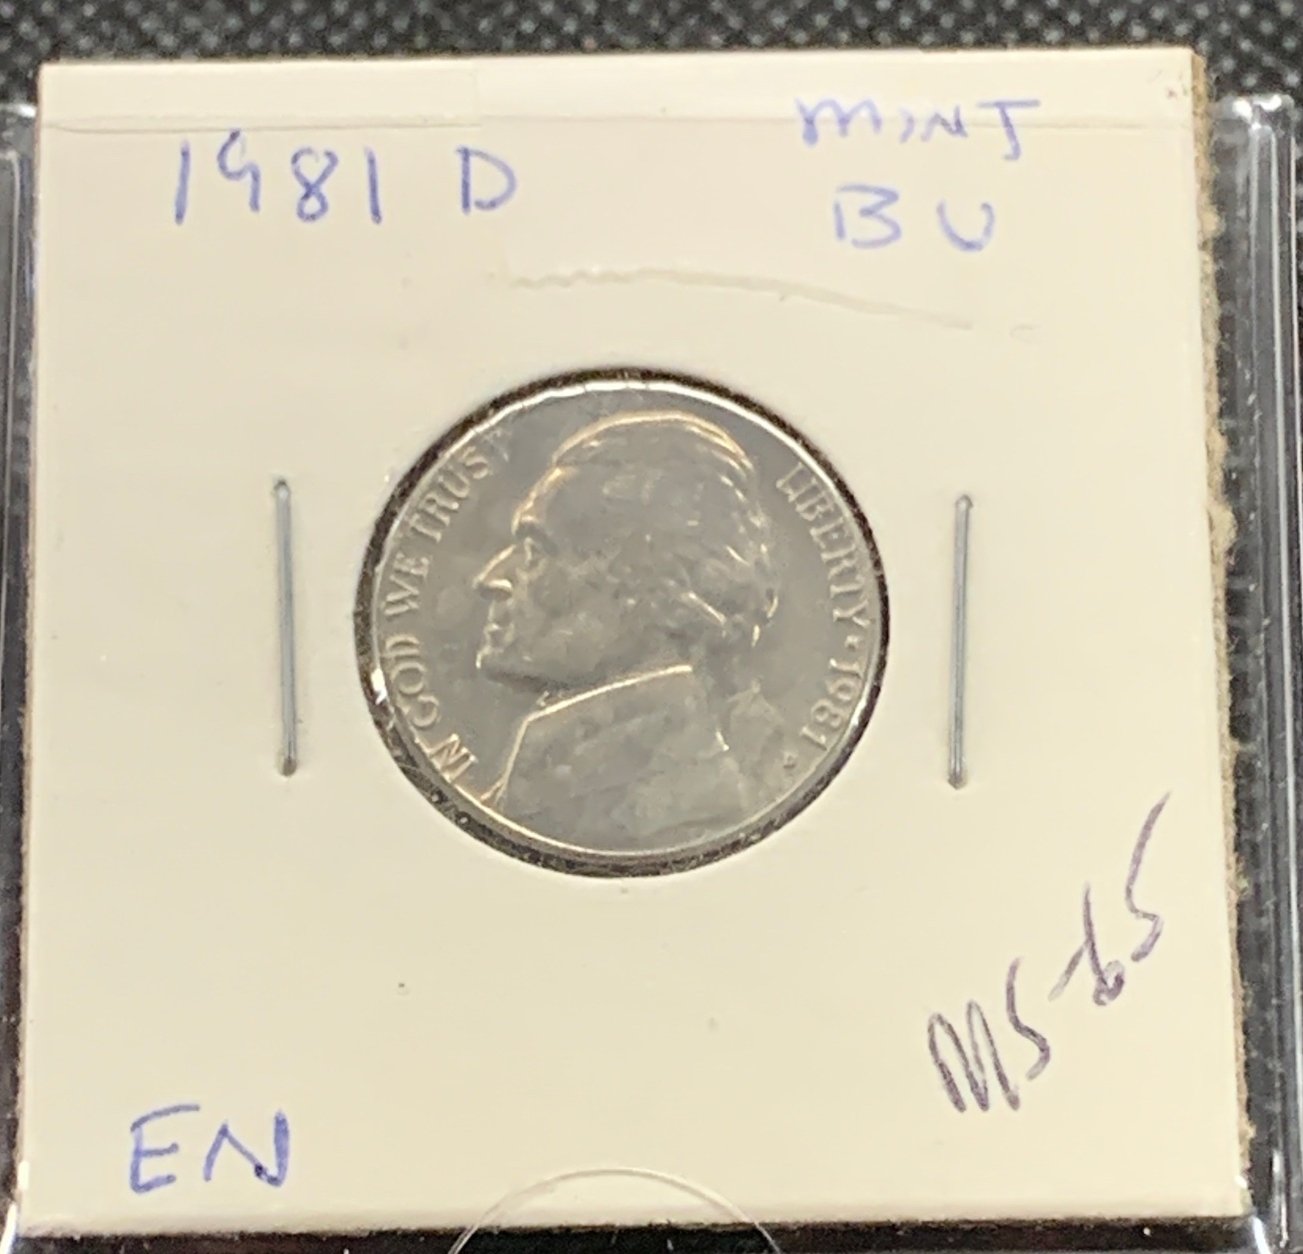 1981 D
MINT
BU
IN GOD WE TRUST
LIBERTY • 1981
MS-65
EN